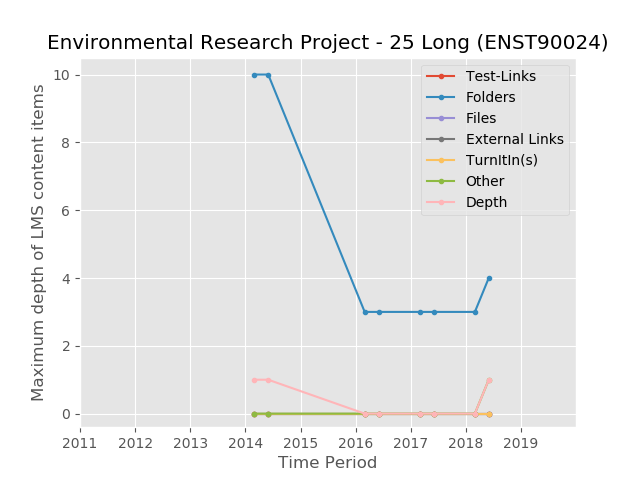 Environmental Research Project - 25 Long (ENST90024)
Test-Links
Folders
Files
External Links
TurnItIn(s)
Other
Depth
Maximum depth of LMS content items
10
8
6
4
2
0
2011 2012 2013 2014 2015 2016 2017 2018 2019
Time Period